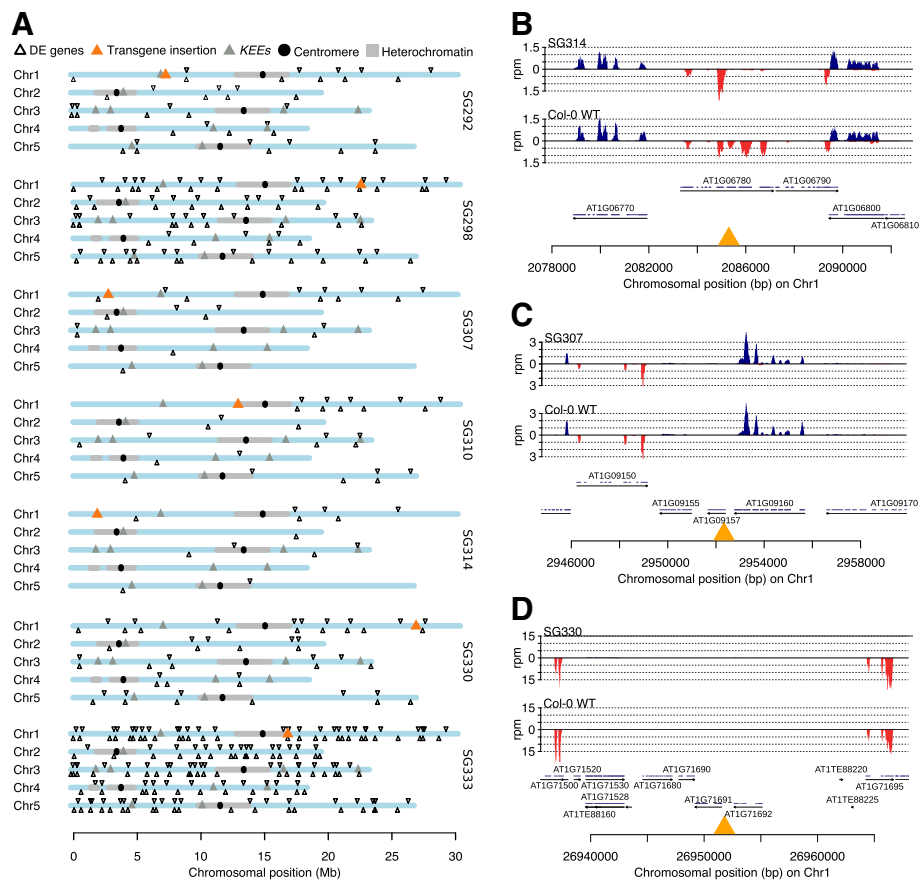 A
DE genes Transgene insertion KEEs Centromere Heterochromatin
Chr1
Chr2
Chr3
Chr4
Chr5
SG292
Chr1
Chr2
Chr3
Chr4
Chr5
SG298
Chr1
Chr2
Chr3
Chr4
Chr5
SG307
Chr1
Chr2
Chr3
Chr4
Chr5
SG310
Chr1
Chr2
Chr3
Chr4
Chr5
SG314
Chr1
Chr2
Chr3
Chr4
Chr5
SG330
Chr1
Chr2
Chr3
Chr4
Chr5
SG333
0 5 10 15 20 25 30
Chromosomal position (Mb)
B
SG314
1.5
0
1.5
rpm
Col-0 WT
1.5
0
1.5
rpm
AT1G06780 AT1G06790
AT1G06770 AT1G06800
AT1G06810
2078000 2082000 2086000 2090000
Chromosomal position (bp) on Chr1
C
SG307
3
0
3
rpm
Col-0 WT
3
0
3
rpm
AT1G09150
AT1G09155 AT1G09160 AT1G09170
AT1G09157
2946000 2950000 2954000 2958000
Chromosomal position (bp) on Chr1
D
SG330
15
0
15
rpm
Col-0 WT
15
0
15
rpm
AT1G71520 AT1G71690 AT1TE88220
AT1G71500 AT1G71530 AT1G71680 AT1G71695
AT1G71528 AT1G71691 AT1TE88225
AT1TE88160 AT1G71692
26940000 26950000 26960000
Chromosomal position (bp) on Chr1